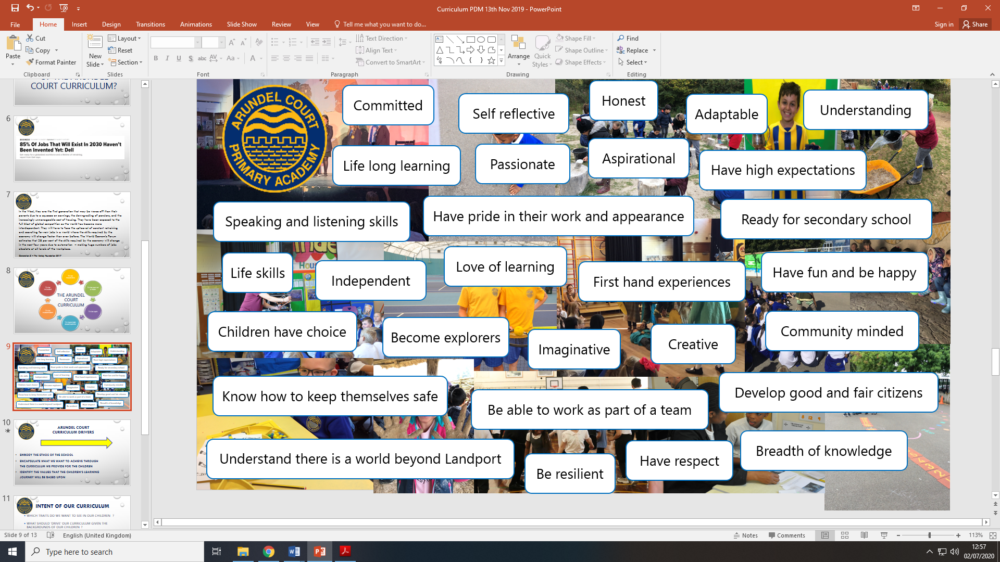 Curriculum PDM 13th Nov 2019 - PowerPoint
File
Home
Insert
Design
Transitions
Animations
Slide Show
Review
View
Tell me what you want to do...
Sign in
Share
Paste
Cut
Copy
Format Painter
Clipboard
New
Slide
Layout
Reset
Section
Slides
B I U S abc AV Aa A
Font
Text Direction
Align Text
Convert to SmartArt
Paragraph
Arrange
Quick
Styles
Shape Fill
Shape Outline
Shape Effects
Drawing
Find
Replace
Select
Editing
COURT CURRICULUM?
6
85% Of Jobs That Will Exist In 2030 Haven't
Been Invented Yet: Dell
7
8
THE ARUNDEL
COURT
CURRICULUM
9
10
ARUNDEL COURT
CURRICULUM DRIVERS
EMBODY THE ETHOS OF THE SCHOOL
ENCAPSULATE WHAT WE WANT TO ACHIEVE THROUGH
THE CURRICULUM WE PROVIDE FOR THE CHILDREN
IDENTIFY THE VALUES THAT THE CHILDREN'S LEARNING
JOURNEY WILL BE BASED UPON
11
INTENT OF OUR CURRICULUM
WHICH TRAITS DO WE WANT TO SEE IN OUR CHILDREN ?
WHAT SHOULD 'DRIVE' OUR CURRICULUM GIVEN THE
BACKGROUNDS OF OUR CHILDREN ?
ARUNDEL COURT
PRIMARY ACADEMY
Committed
Self reflective
Honest
Adaptable
Understanding
Life long learning
Passionate
Aspirational
Have high expectations
Speaking and listening skills
Have pride in their work and appearance
Ready for secondary school
Life skills
Independent
Love of learning
First hand experiences
Have fun and be happy
Children have choice
Become explorers
Imaginative
Creative
Community minded
Know how to keep themselves safe
Be able to work as part of a team
Develop good and fair citizens
Understand there is a world beyond Landport
Be resilient
Have respect
Breadth of knowledge
Slide 9 of 13
English (United Kingdom)
Notes
Comments
113%
Type here to search
12:57
02/07/2020